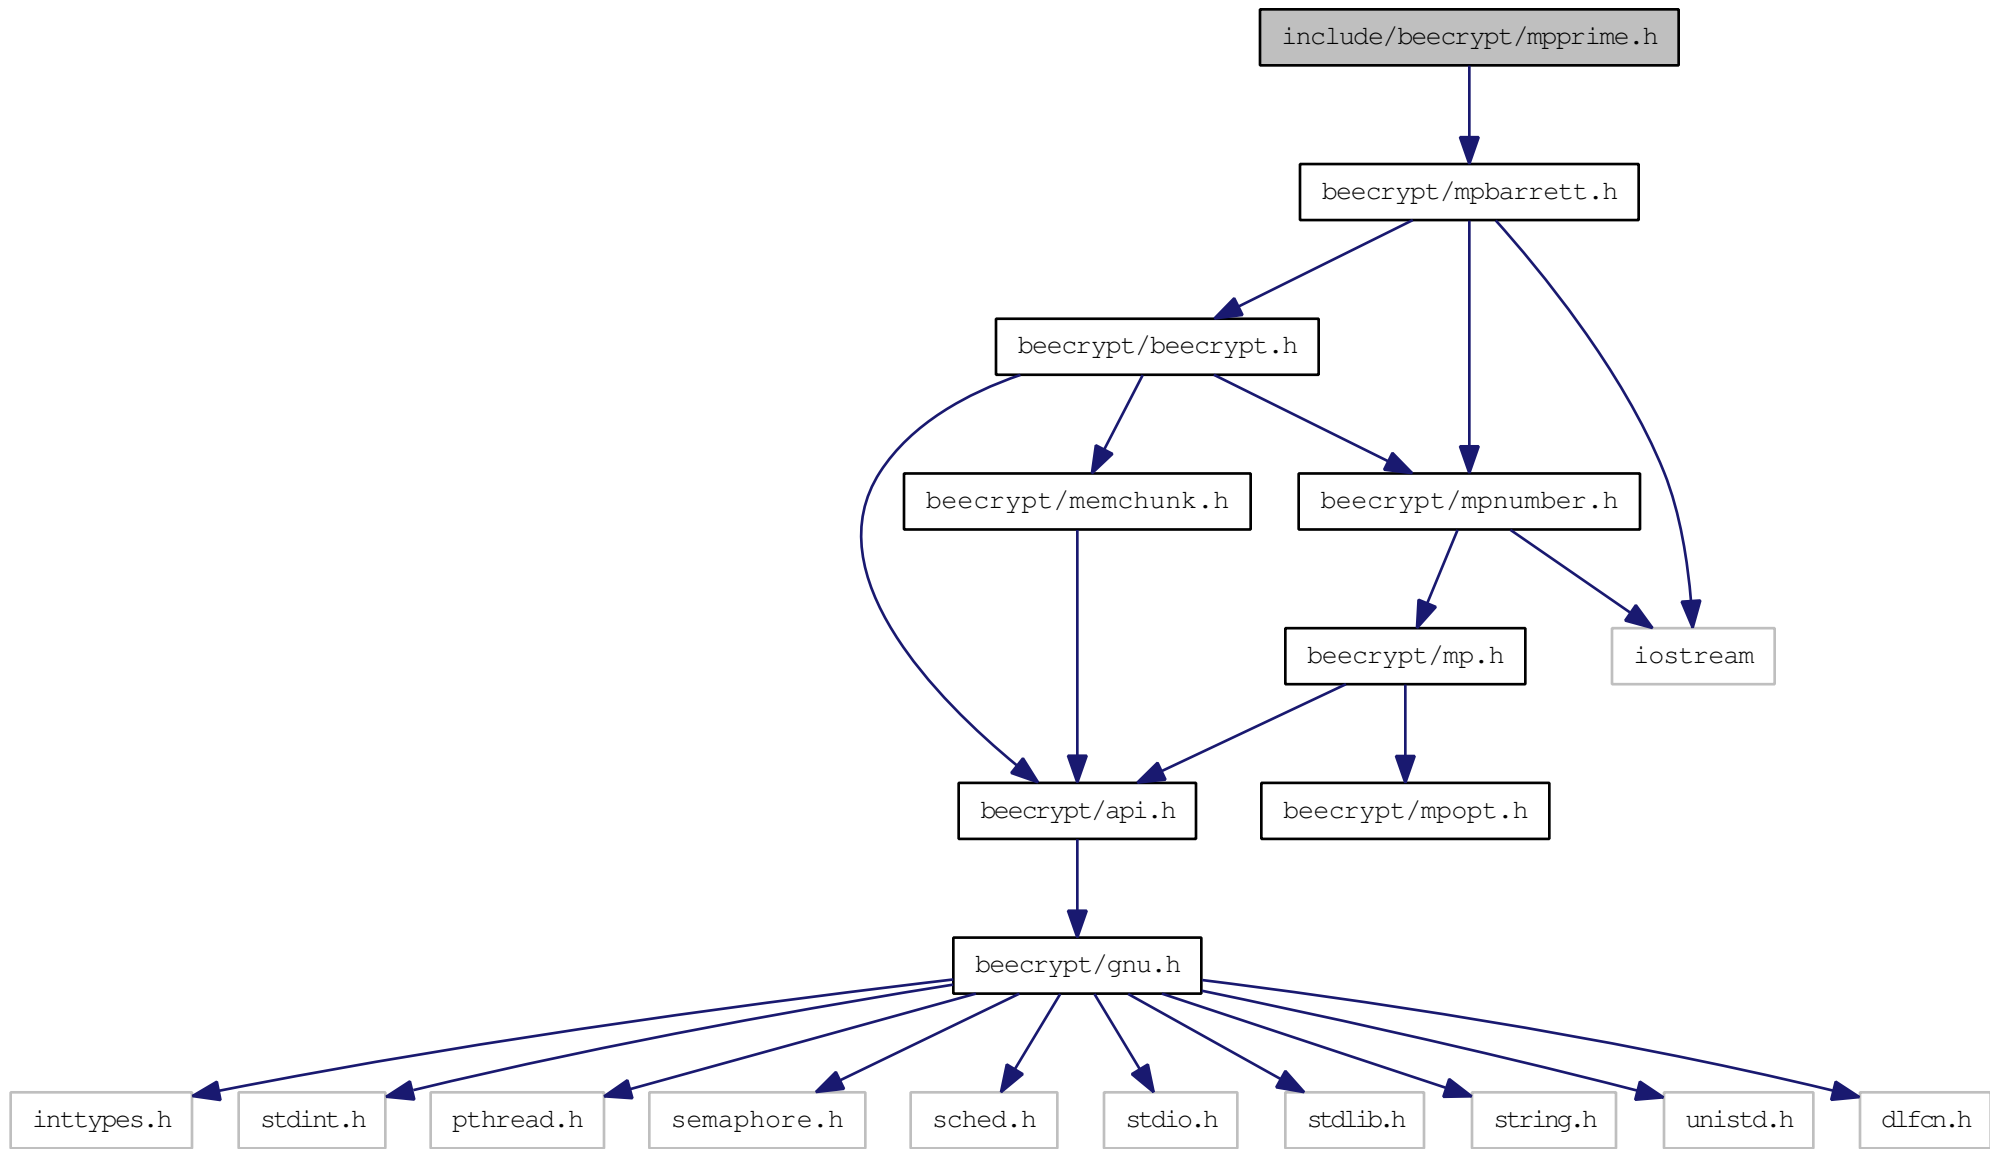 include/beecrypt/mpprime.h
beecrypt/mpbarrett.h
beecrypt/beecrypt.h
beecrypt/memchunk.h
beecrypt/mpnumber.h
beecrypt/mp.h
iostream
beecrypt/api.h
beecrypt/mpopt.h
beecrypt/gnu.h
inttypes.h
stdint.h
pthread.h
semaphore.h
sched.h
stdio.h
stdlib.h
string.h
unistd.h
dlfcn.h